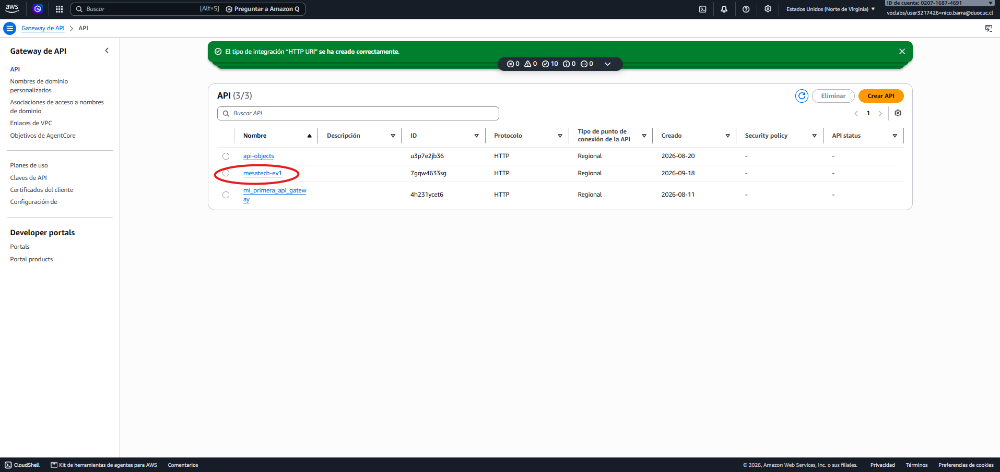 aws
Buscar
[Alt+S]
Preguntar a Amazon Q
Estados Unidos (Norte de Virginia)
ID de cuenta: 0207-1687-4691
voclabs/user3217426=nico.barra@duocuc.cl
Gateway de API
API
Gateway de API
API
Nombres de dominio
personalizados
Asociaciones de acceso a nombres
de dominio
Enlaces de VPC
Objetivos de AgentCore
Planes de uso
Claves de API
Certificados del cliente
Configuración de
Developer portals
Portals
Portal products
El tipo de integración “HTTP URI” se ha creado correctamente.
0 0 10 0 0
API (3/3)
Eliminar
Crear API
Buscar API
1
Nombre Descripción ID Protocolo Tipo de punto de
conexión de la API Creado Security policy API status
api-objects u3p7e2jb36 HTTP Regional 2026-08-20 - -
mesatech-ev1 7gqw4633sg HTTP Regional 2026-09-18 - -
mi_primera_api_gatew
ay 4h231ycet6 HTTP Regional 2026-08-11 - -
CloudShell
Kit de herramientas de agentes para AWS
Comentarios
© 2026, Amazon Web Services, Inc. o sus filiales.
Privacidad
Términos
Preferencias de cookies